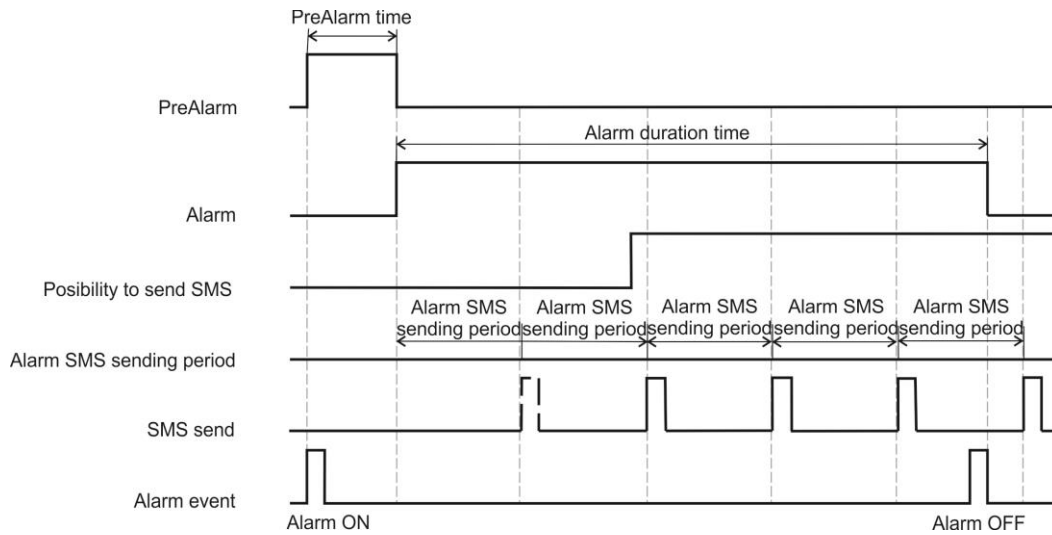 PreAlarm time
PreAlarm
Alarm duration time
Alarm
Posibility to send SMS
Alarm SMS sending period
Alarm SMS sending period
Alarm SMS sending period
Alarm SMS sending period
Alarm SMS sending period
Alarm SMS sending period
SMS send
Alarm event
Alarm ON
Alarm OFF